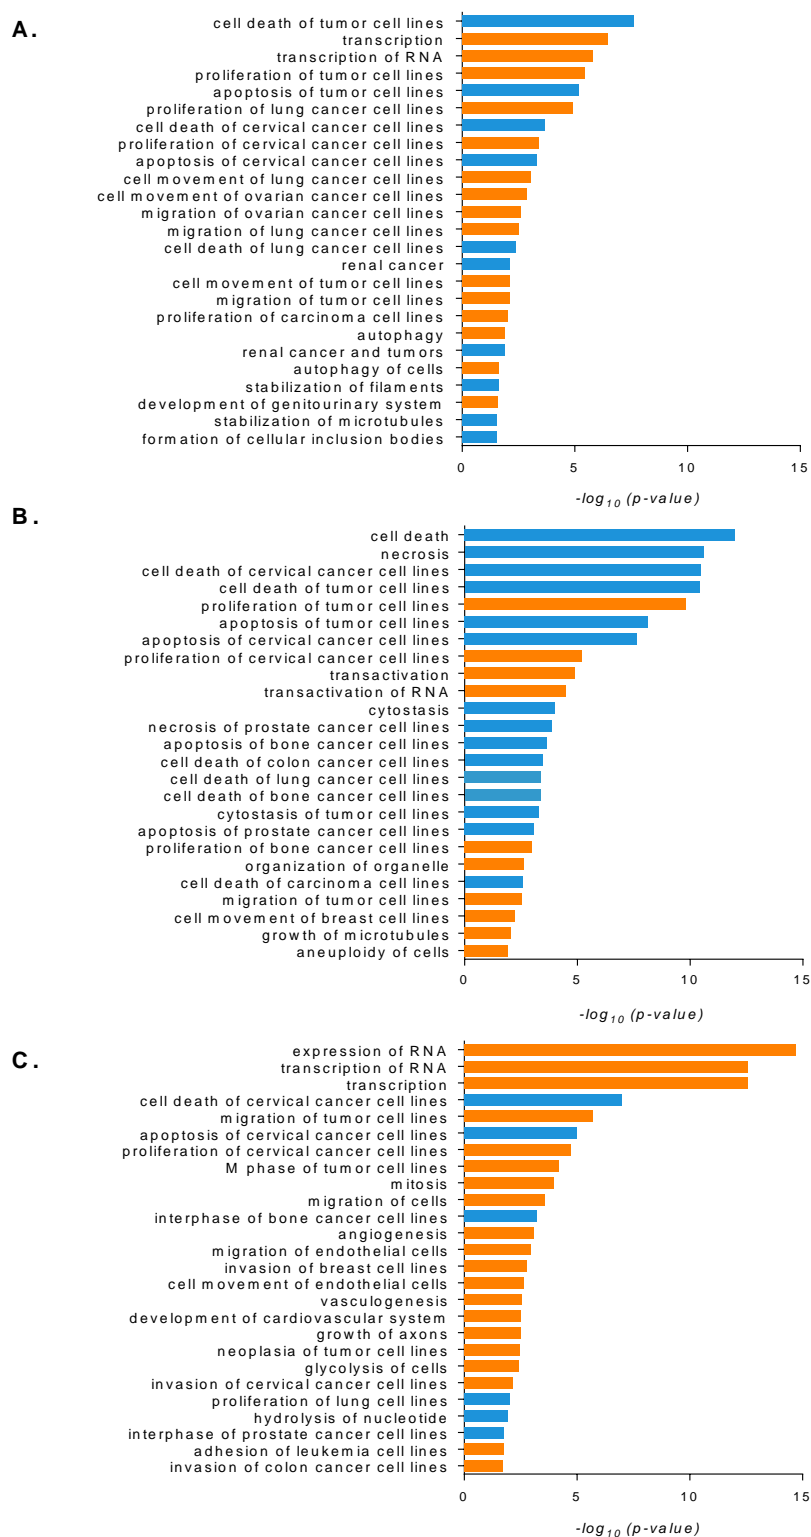 A.
cell death of tumor cell lines
transcription
transcription of RNA
proliferation of tumor cell lines
apoptosis of tumor cell lines
proliferation of lung cancer cell lines
cell death of cervical cancer cell lines
proliferation of cervical cancer cell lines
apoptosis of cervical cancer cell lines
cell movement of lung cancer cell lines
cell movement of ovarian cancer cell lines
migration of ovarian cancer cell lines
migration of lung cancer cell lines
cell death of lung cancer cell lines
renal cancer
cell movement of tumor cell lines
migration of tumor cell lines
proliferation of carcinoma cell lines
autophagy
renal cancer and tumors
autophagy of cells
stabilization of filaments
development of genitourinary system
stabilization of microtubules
formation of cellular inclusion bodies
0 5 10 15
-log10 (p-value)
B.
cell death
necrosis
cell death of cervical cancer cell lines
cell death of tumor cell lines
proliferation of tumor cell lines
apoptosis of tumor cell lines
apoptosis of cervical cancer cell lines
proliferation of cervical cancer cell lines
transactivation
transactivation of RNA
cytostasis
necrosis of prostate cancer cell lines
apoptosis of bone cancer cell lines
cell death of colon cancer cell lines
cell death of lung cancer cell lines
cell death of bone cancer cell lines
cytostasis of tumor cell lines
apoptosis of prostate cancer cell lines
proliferation of bone cancer cell lines
organization of organelle
cell death of carcinoma cell lines
migration of tumor cell lines
cell movement of breast cell lines
growth of microtubules
aneuploidy of cells
0 5 10 15
-log10 (p-value)
C.
expression of RNA
transcription of RNA
transcription
cell death of cervical cancer cell lines
migration of tumor cell lines
apoptosis of cervical cancer cell lines
proliferation of cervical cancer cell lines
M phase of tumor cell lines
mitosis
migration of cells
interphase of bone cancer cell lines
angiogenesis
migration of endothelial cells
invasion of breast cell lines
cell movement of endothelial cells
vasculogenesis
development of cardiovascular system
growth of axons
neoplasia of tumor cell lines
glycolysis of cells
invasion of cervical cancer cell lines
proliferation of lung cell lines
hydrolysis of nucleotide
interphase of prostate cancer cell lines
adhesion of leukemia cell lines
invasion of colon cancer cell lines
0 5 10 15
-log10 (p-value)